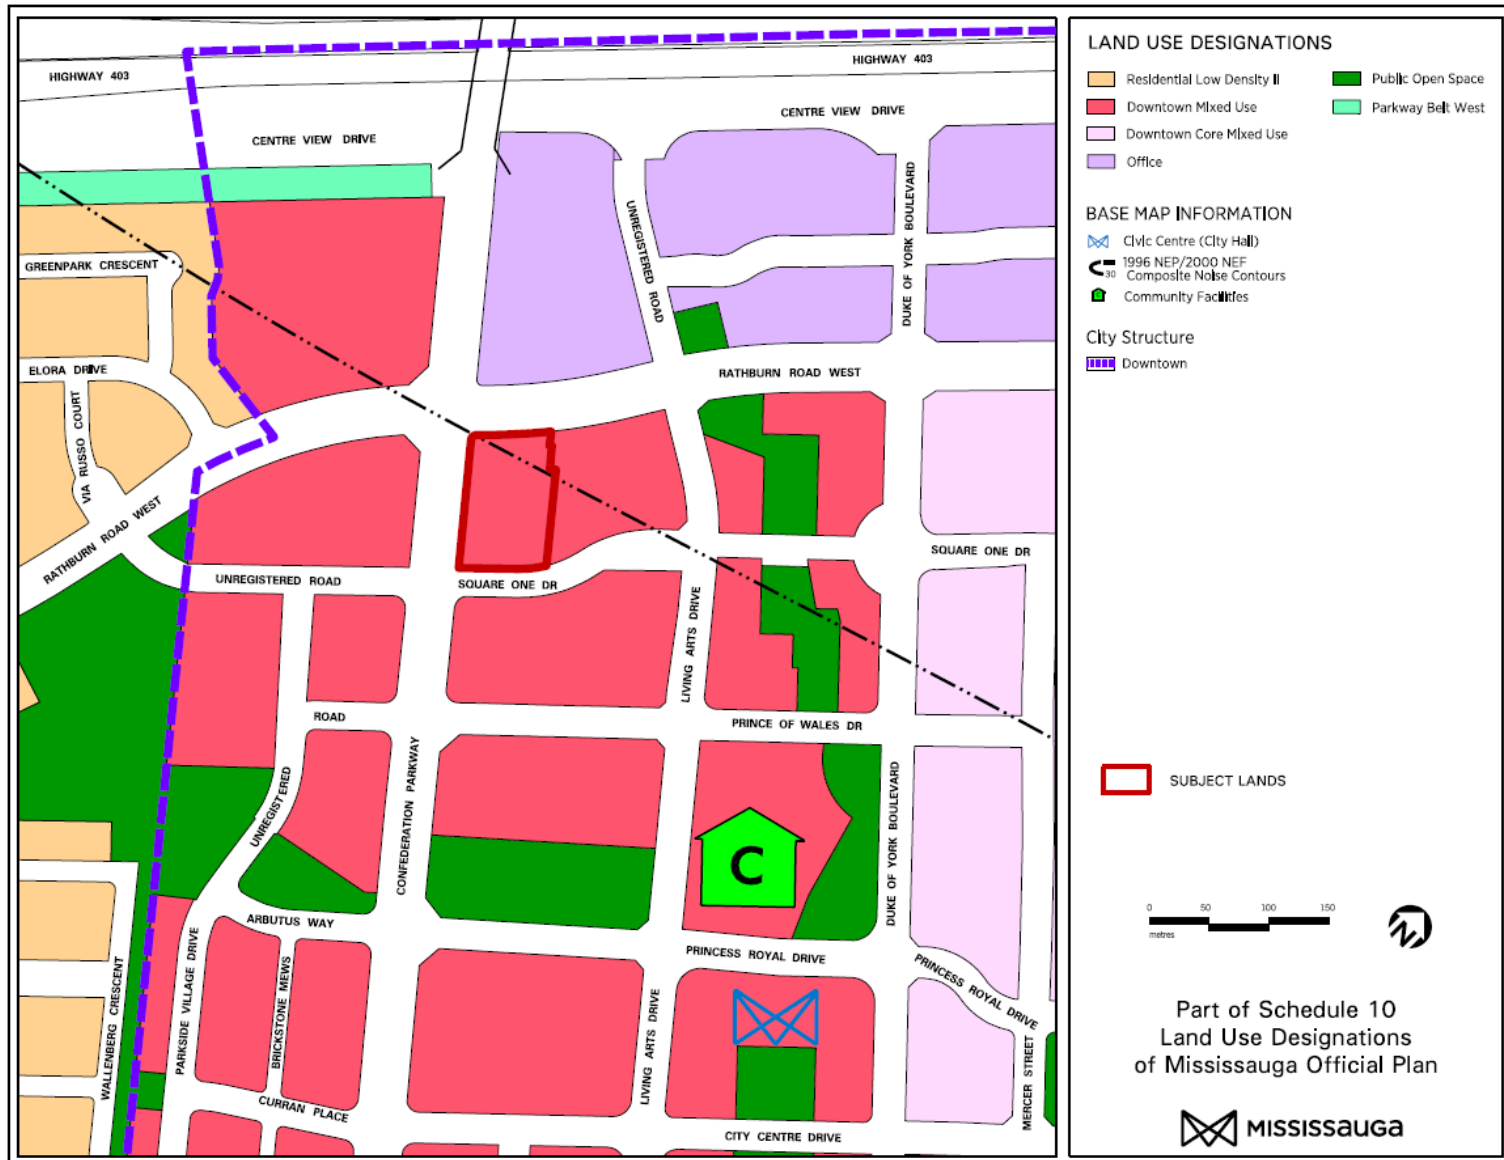 HIGHWAY 403
HIGHWAY 403
CENTRE VIEW DRIVE
CENTRE VIEW DRIVE
UNREGISTERED ROAD
DUKE OF YORK BOULEVARD
GREENPARK CRESCENT
ELORA DRIVE
VIA RUSSO COURT
RATHBURN ROAD WEST
RATHBURN ROAD WEST
SQUARE ONE DR
UNREGISTERED ROAD
SQUARE ONE DR
LIVING ARTS DRIVE
ROAD
UNREGISTERED
PRINCE OF WALES DR
CONFEDERATION PARKWAY
DUKE OF YORK BOULEVARD
C
ARBUTUS WAY
PRINCESS ROYAL DRIVE
PRINCESS ROYAL DRIVE
WALLENBERG CRESCENT
PARKSIDE VILLAGE DRIVE
BRICKSTONE MEWS
LIVING ARTS DRIVE
MERCER STREET
CURRAN PLACE
CITY CENTRE DRIVE
LAND USE DESIGNATIONS
Residential Low Density II
Downtown Mixed Use
Downtown Core Mixed Use
Office
Public Open Space
Parkway Belt West
BASE MAP INFORMATION
Civic Centre (City Hall)
1996 NEP/2000 NEF
30 Composite Noise Contours
C Community Facilities
City Structure
Downtown
SUBJECT LANDS
0 50 100 150
metres
N
Part of Schedule 10
Land Use Designations
of Mississauga Official Plan
MISSISSauGa